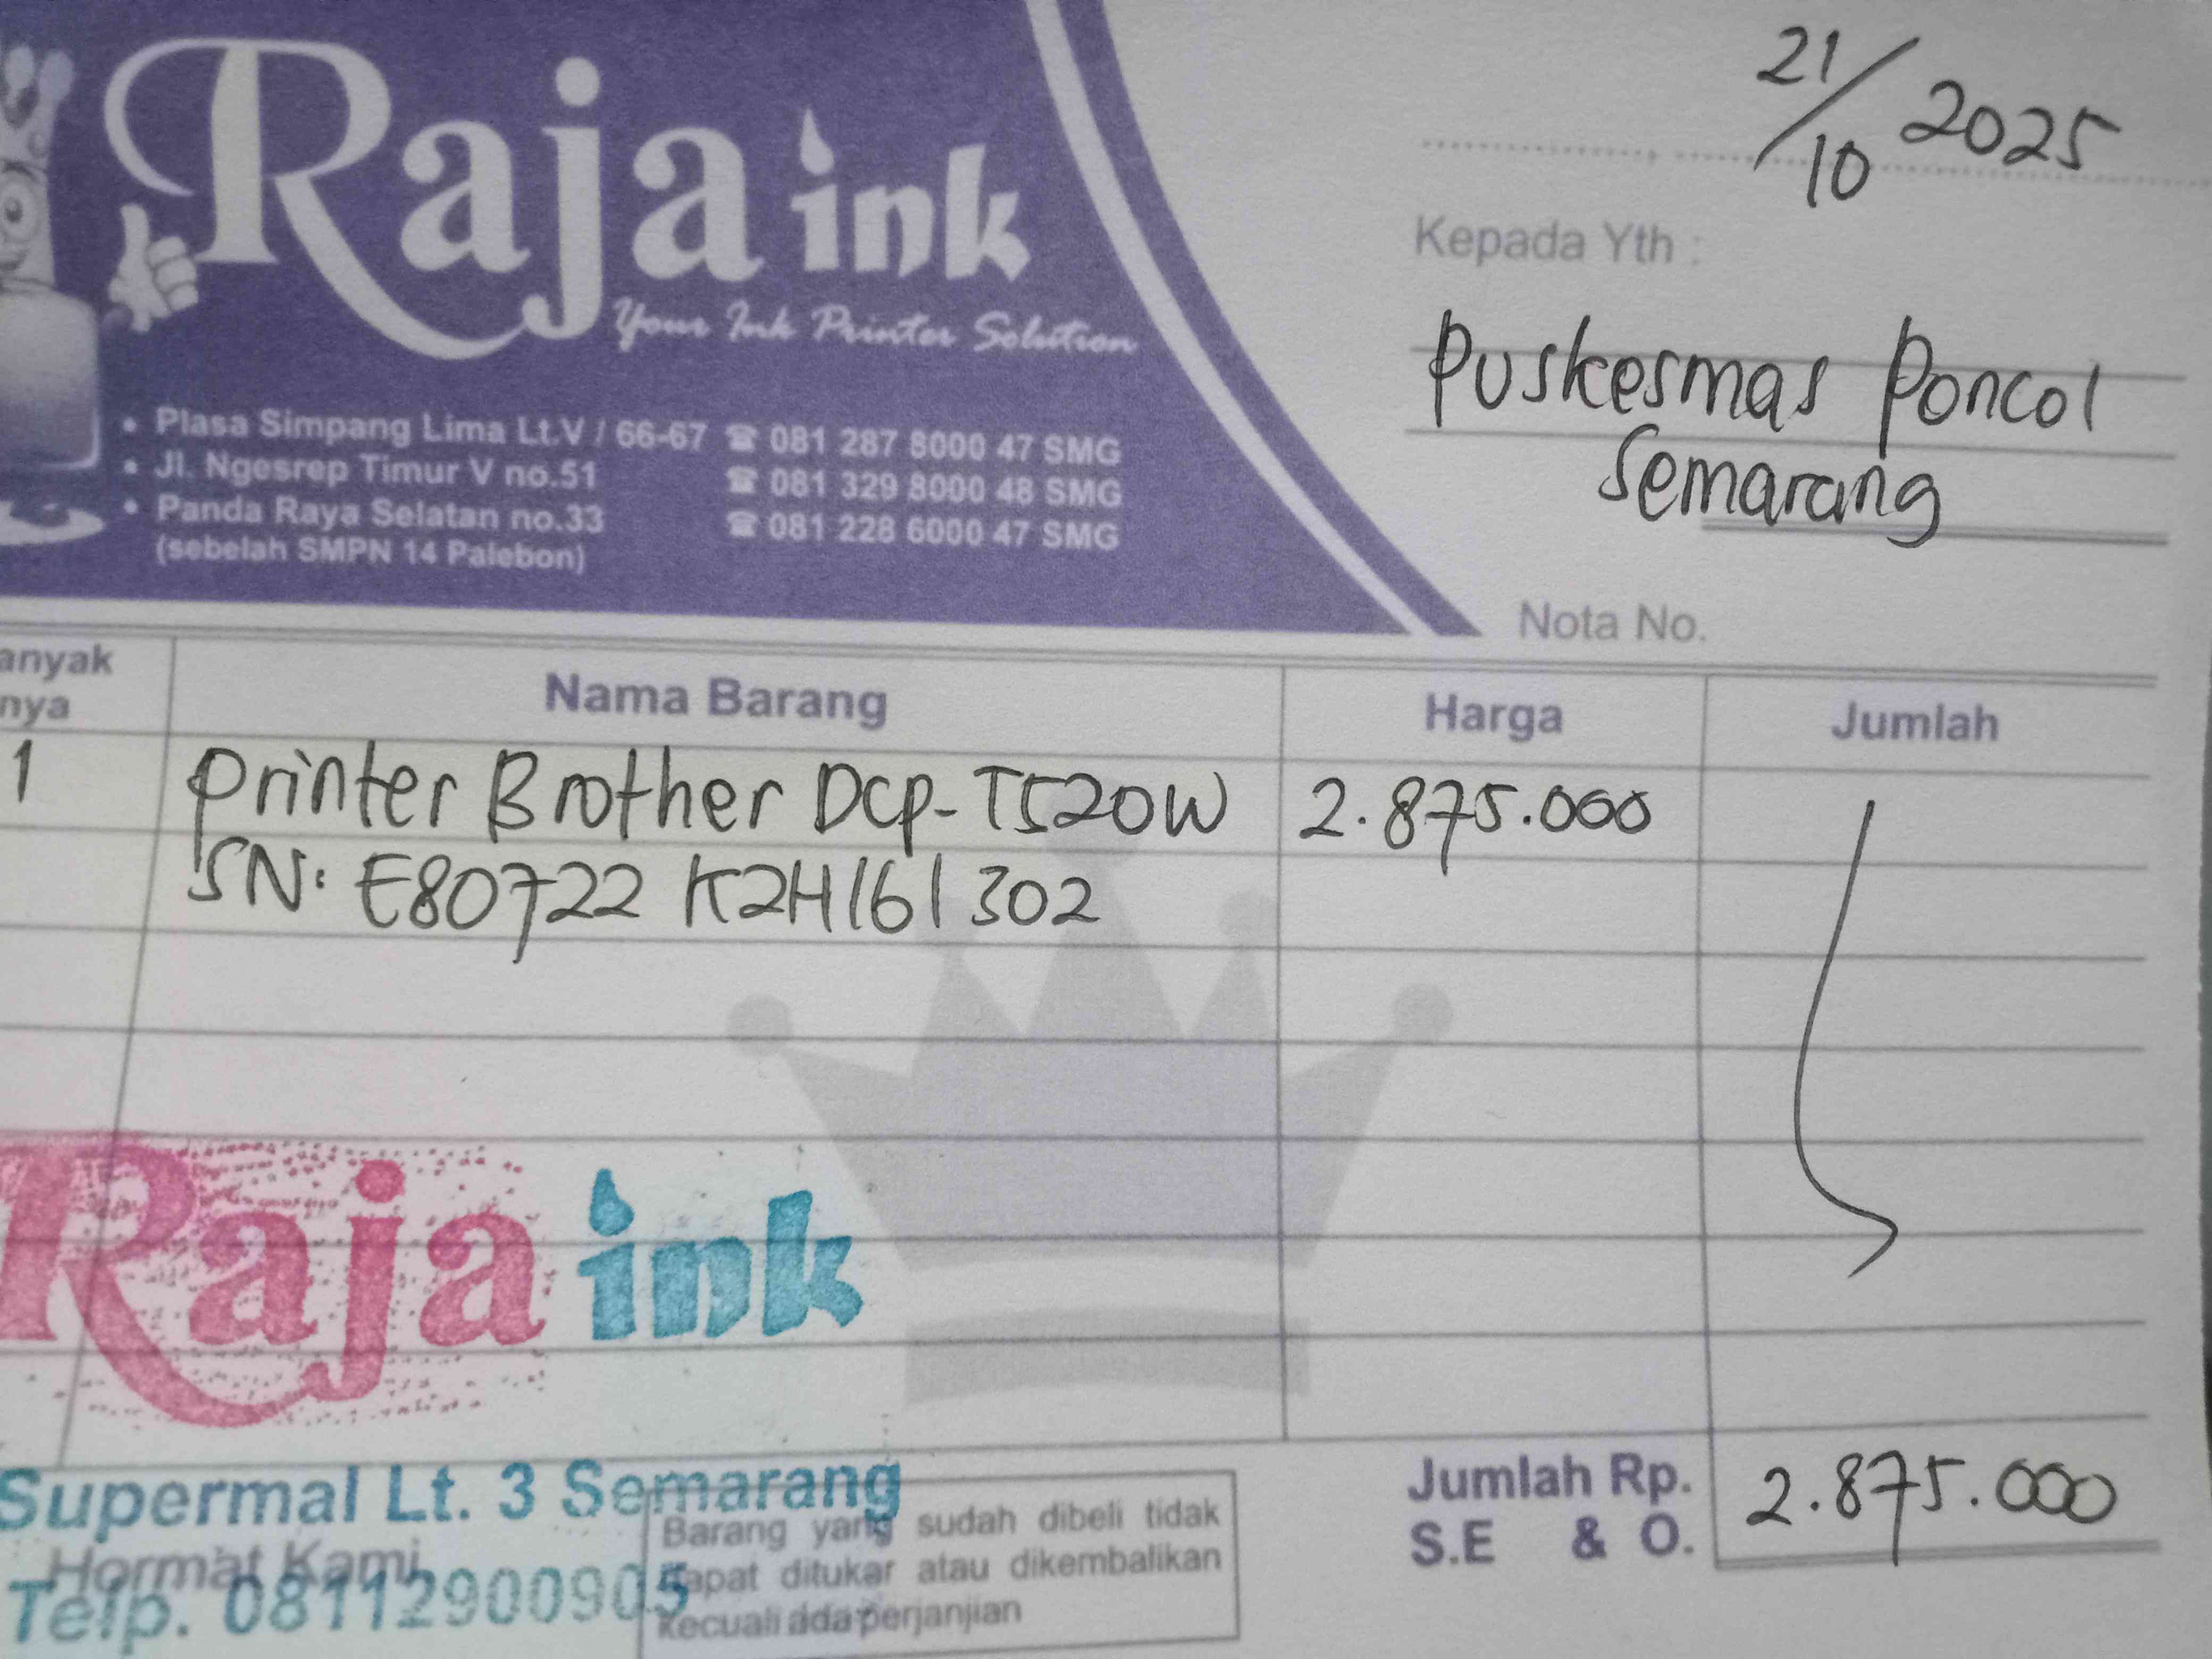 Raja ink
Your Ink Printer Solution
• Plasa Simpang Lima Lt.V / 66-67 ☎ 081 287 8000 47 SMG
• Jl. Ngesrep Timur V no.51 ☎ 081 329 8000 48 SMG
• Panda Raya Selatan no.33 ☎ 081 228 6000 47 SMG
(sebelah SMPN 14 Palebon)
21/10 2025
Kepada Yth :
Puskesmas Poncol
Semarang
Nota No.
anyak
nya
Nama Barang
Harga
Jumlah
1 Printer Brother Dcp-T520W 2.875.000
SN: E80722 K2H161302
Raja ink
Supermal Lt. 3 Semarang
Hormat Kami
Telp. 08112900905
Barang yang sudah dibeli tidak
dapat ditukar atau dikembalikan
Kecuali ada perjanjian
Jumlah Rp. 2.875.000
S.E & O.